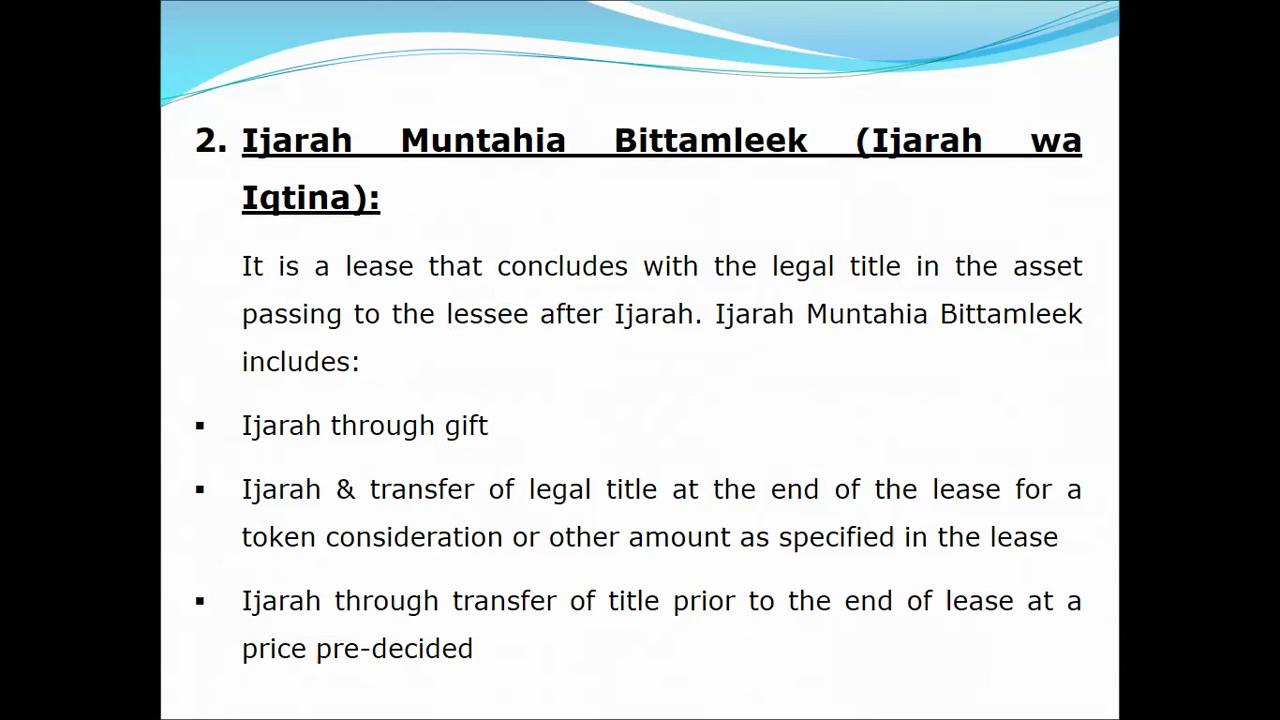 2. Ijarah Muntahia Bittamleek (Ijarah wa
Iqtina):
It is a lease that concludes with the legal title in the asset
passing to the lessee after Ijarah. Ijarah Muntahia Bittamleek
includes:
▪ Ijarah through gift
▪ Ijarah & transfer of legal title at the end of the lease for a
token consideration or other amount as specified in the lease
▪ Ijarah through transfer of title prior to the end of lease at a
price pre-decided